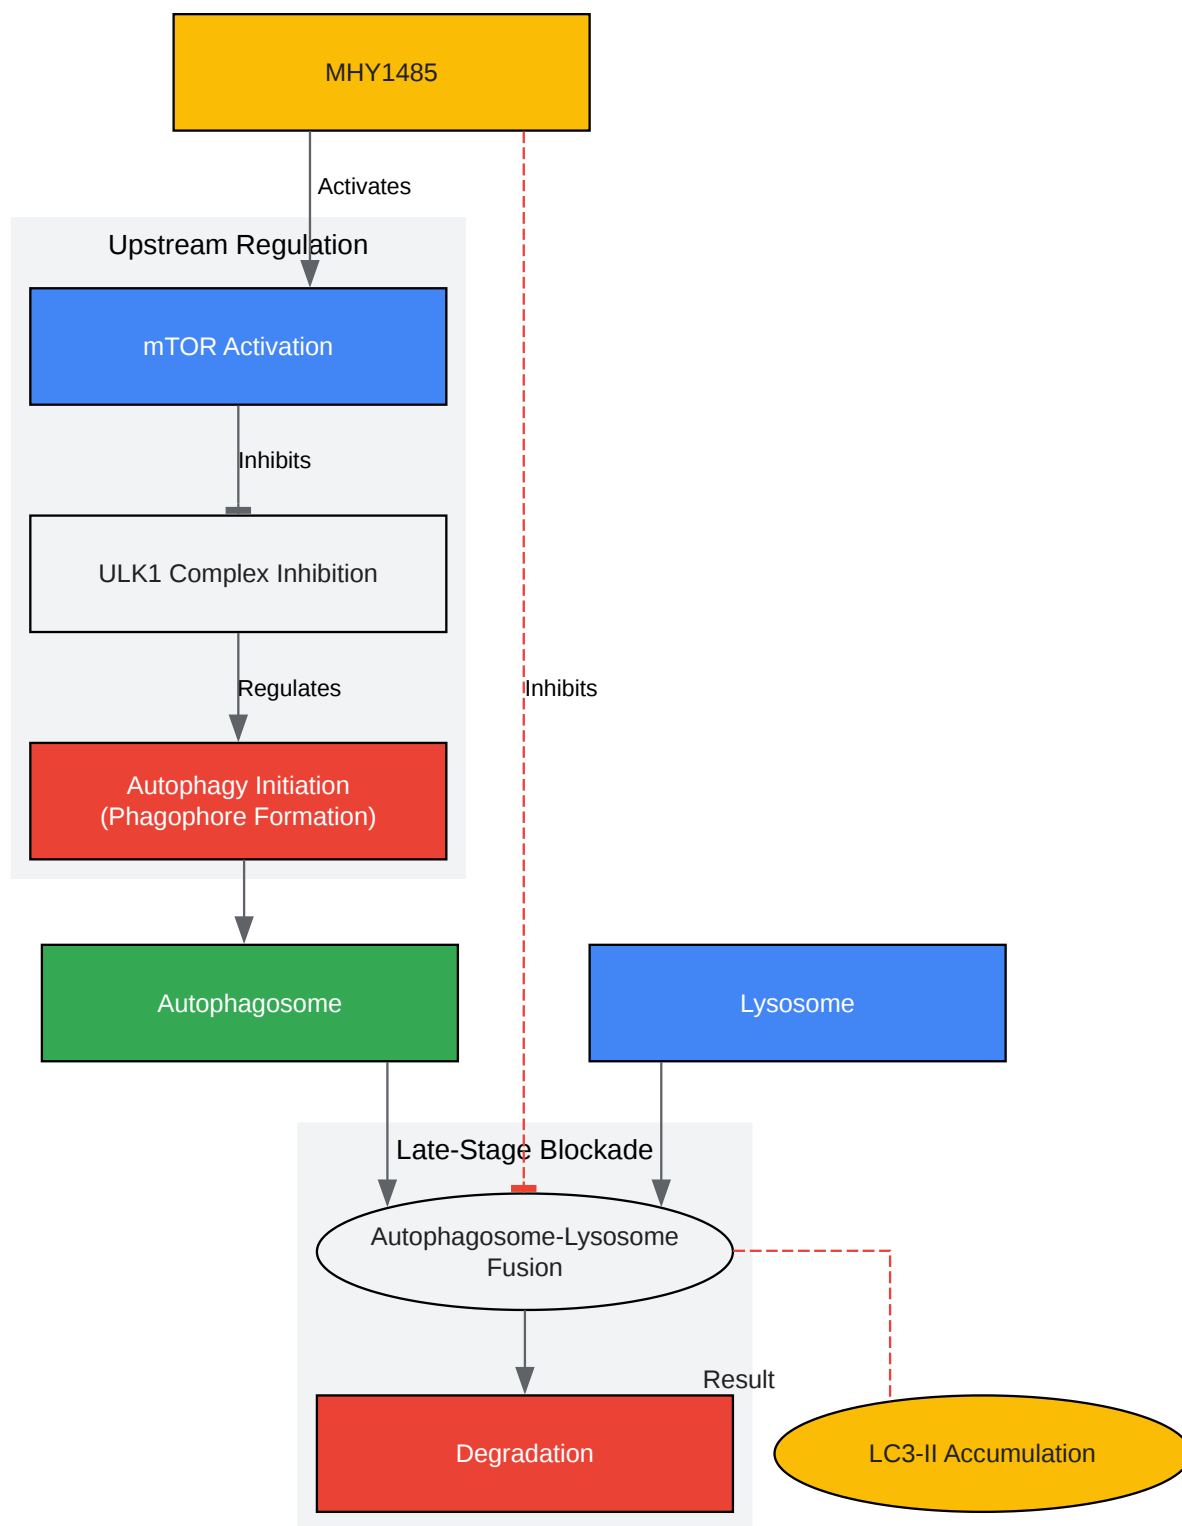 MHY1485
Activates
Upstream Regulation
mTOR Activation
Inhibits
ULK1 Complex Inhibition
Regulates
Inhibits
Autophagy Initiation
(Phagophore Formation)
Autophagosome
Lysosome
Late-Stage Blockade
Autophagosome-Lysosome
Fusion
Result
Degradation
LC3-II Accumulation